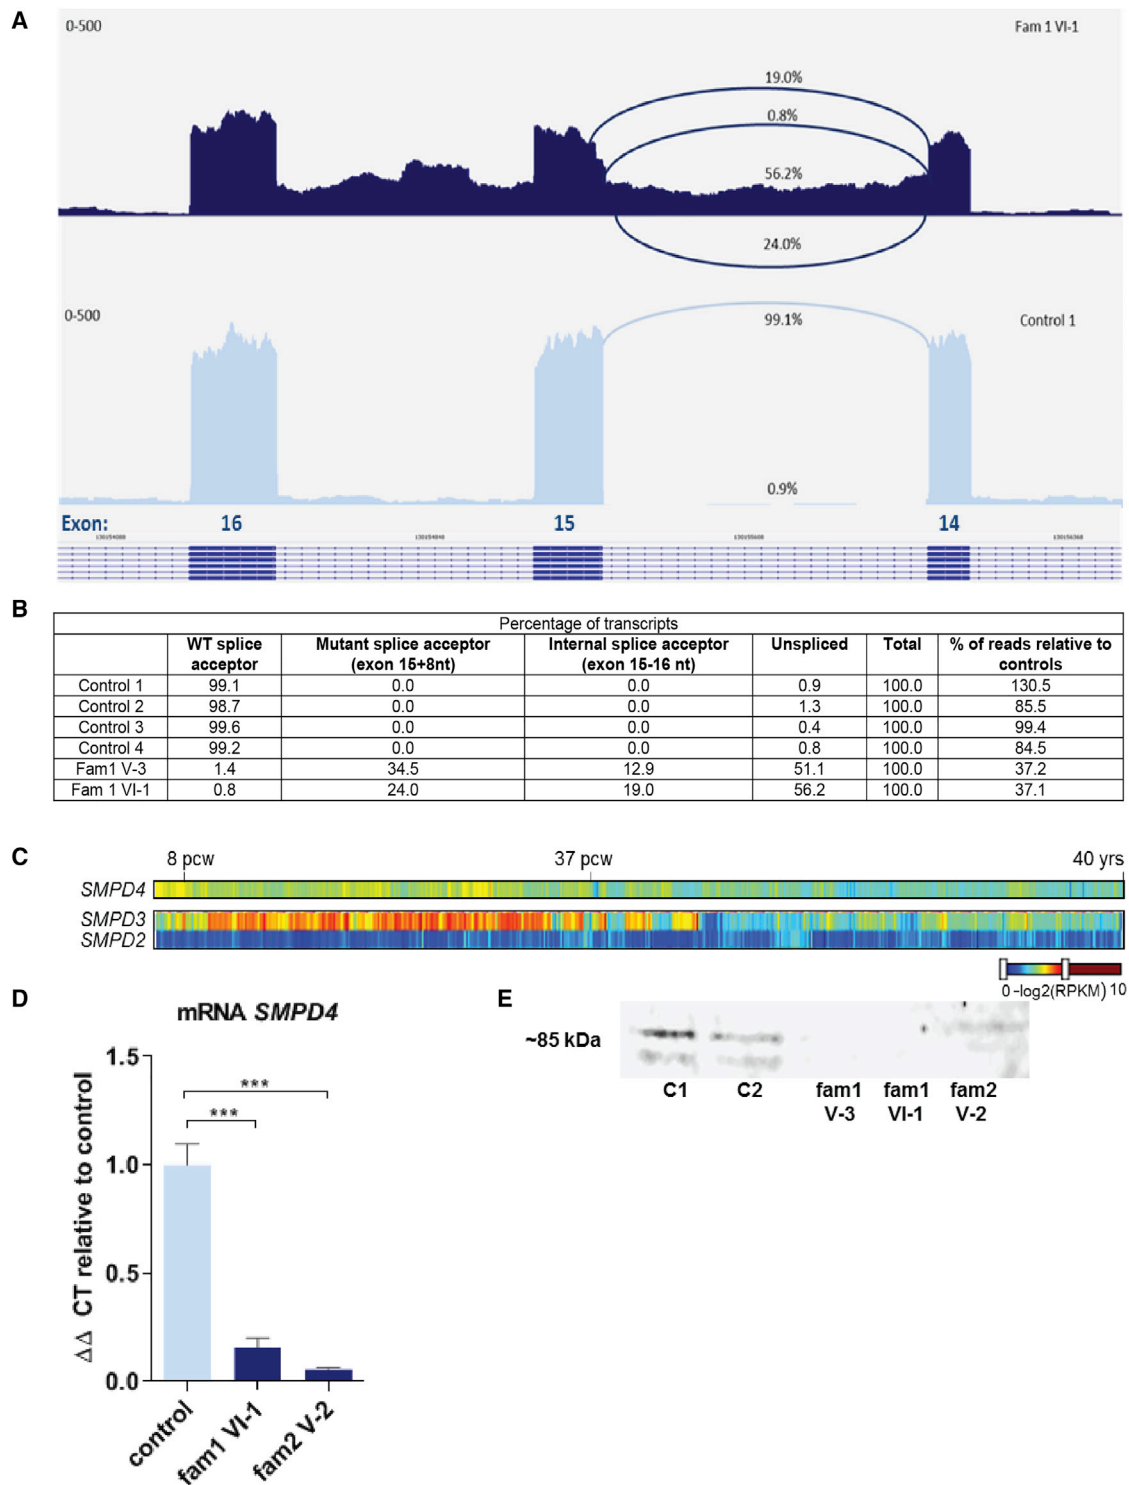 A
0-500
Fam 1 VI-1
19.0%
0.8%
56.2%
24.0%
0-500
Control 1
99.1%
0.9%
Exon: 16 15 14
B
Percentage of transcripts
WT splice acceptor | Mutant splice acceptor (exon 15+8nt) | Internal splice acceptor (exon 15-16 nt) | Unspliced | Total | % of reads relative to controls
Control 1 | 99.1 | 0.0 | 0.0 | 0.9 | 100.0 | 130.5
Control 2 | 98.7 | 0.0 | 0.0 | 1.3 | 100.0 | 85.5
Control 3 | 99.6 | 0.0 | 0.0 | 0.4 | 100.0 | 99.4
Control 4 | 99.2 | 0.0 | 0.0 | 0.8 | 100.0 | 84.5
Fam1 V-3 | 1.4 | 34.5 | 12.9 | 51.1 | 100.0 | 37.2
Fam 1 VI-1 | 0.8 | 24.0 | 19.0 | 56.2 | 100.0 | 37.1
C
8 pcw 37 pcw 40 yrs
SMPD4
SMPD3
SMPD2
0 -log2(RPKM) 10
D
mRNA SMPD4
ΔΔ CT relative to control
1.5
1.0
0.5
0.0
***
***
control
fam1 VI-1
fam2 V-2
E
~85 kDa
C1 C2 fam1 V-3 fam1 VI-1 fam2 V-2